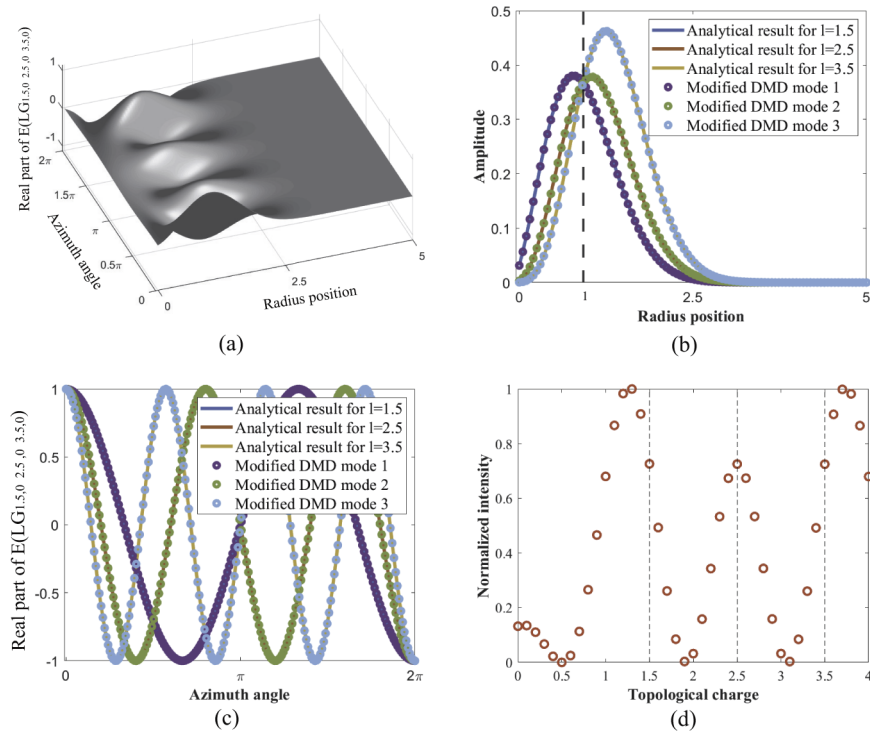 Real part of E(LG1.5,0 2.5,0 3.5,0)
1
0
-1
2π
1.5π
π
0.5π
0
Azimuth angle
0
2.5
5
Radius position
(a)
0.5
0.4
0.3
0.2
0.1
0
Amplitude
Analytical result for l=1.5
Analytical result for l=2.5
Analytical result for l=3.5
Modified DMD mode 1
Modified DMD mode 2
Modified DMD mode 3
0
1
2.5
5
Radius position
(b)
Real part of E(LG1.5,0 2.5,0 3.5,0)
1
0.5
0
-0.5
-1
Analytical result for l=1.5
Analytical result for l=2.5
Analytical result for l=3.5
Modified DMD mode 1
Modified DMD mode 2
Modified DMD mode 3
0
π
2π
Azimuth angle
(c)
Normalized intensity
1
0.8
0.6
0.4
0.2
0
0 0.5 1 1.5 2 2.5 3 3.5 4
Topological charge
(d)